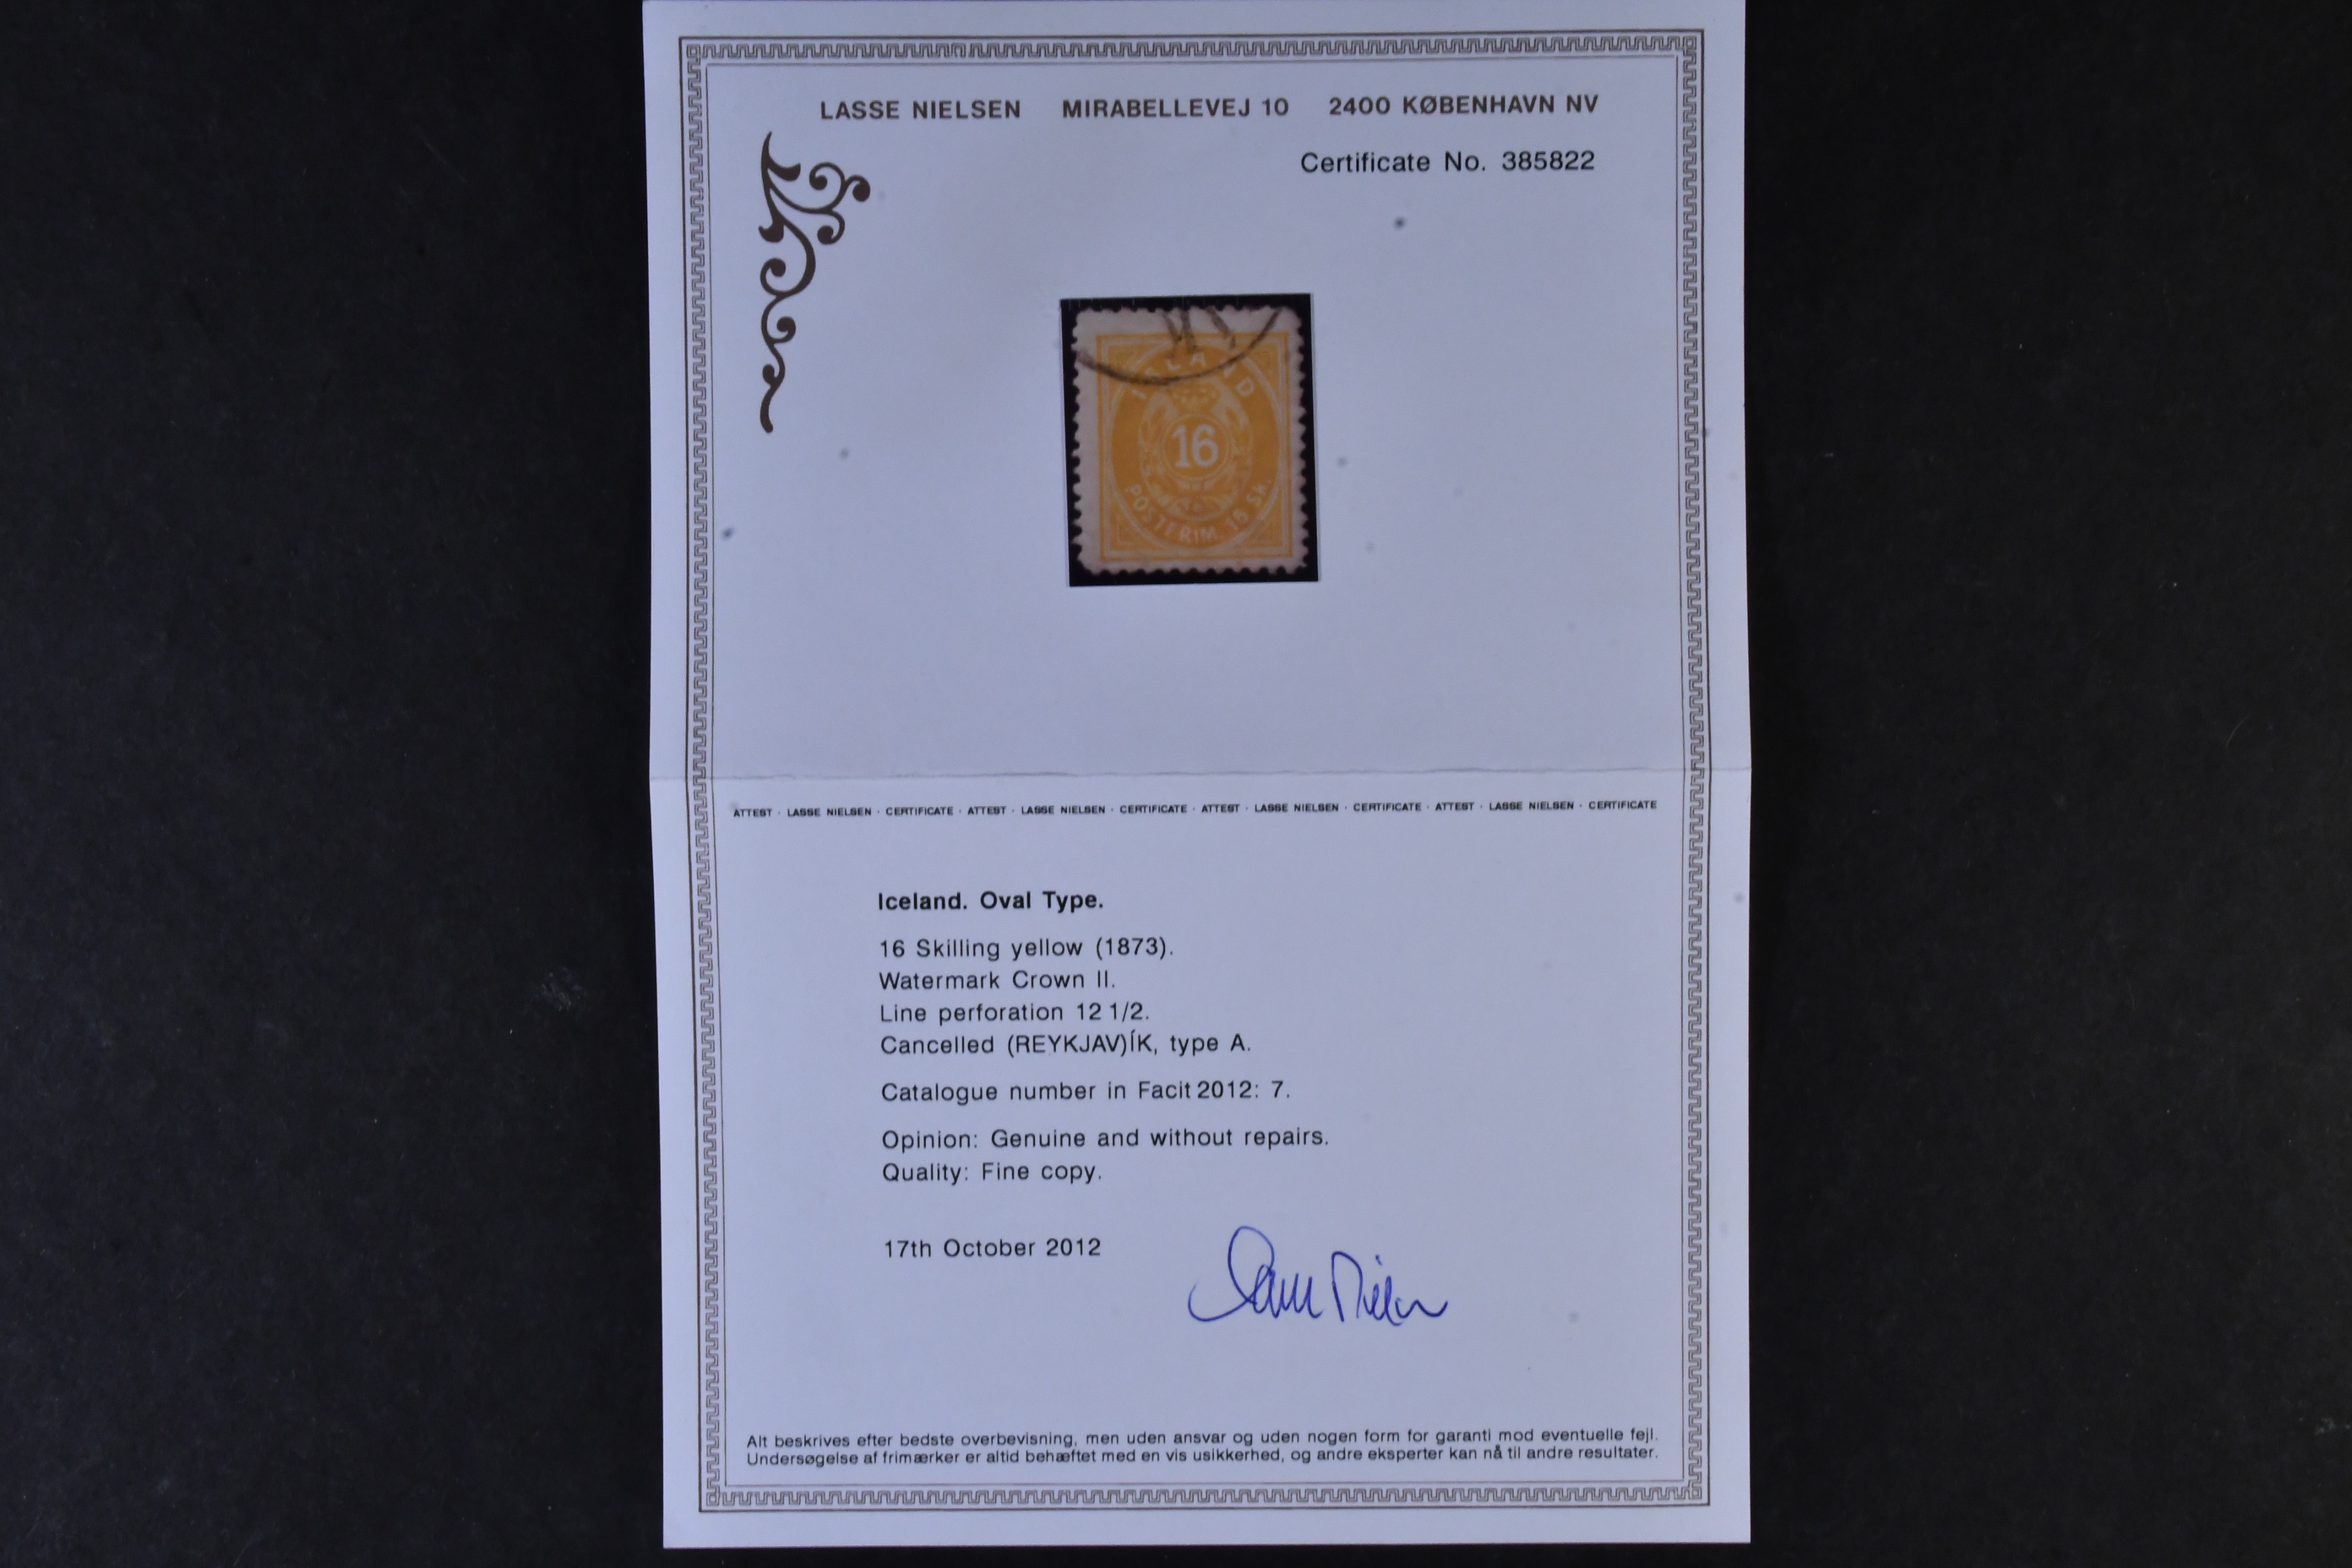 LASSE NIELSEN MIRABELLEVEJ 10 2400 KØBENHAVN NV
Certificate No. 385822
ÍK
ISLAND
16
POSTFRIM. 16 SK.
ATTEST · LASSE NIELSEN · CERTIFICATE · ATTEST · LASSE NIELSEN · CERTIFICATE · ATTEST · LASSE NIELSEN · CERTIFICATE · ATTEST · LASSE NIELSEN · CERTIFICATE
Iceland. Oval Type.
16 Skilling yellow (1873).
Watermark Crown II.
Line perforation 12 1/2.
Cancelled (REYKJAV)ÍK, type A.
Catalogue number in Facit 2012: 7.
Opinion: Genuine and without repairs.
Quality: Fine copy.
17th October 2012
Lasse Nielsen
Alt beskrives efter bedste overbevisning, men uden ansvar og uden nogen form for garanti mod eventuelle fejl.
Undersøgelse af frimærker er altid behæftet med en vis usikkerhed, og andre eksperter kan nå til andre resultater.